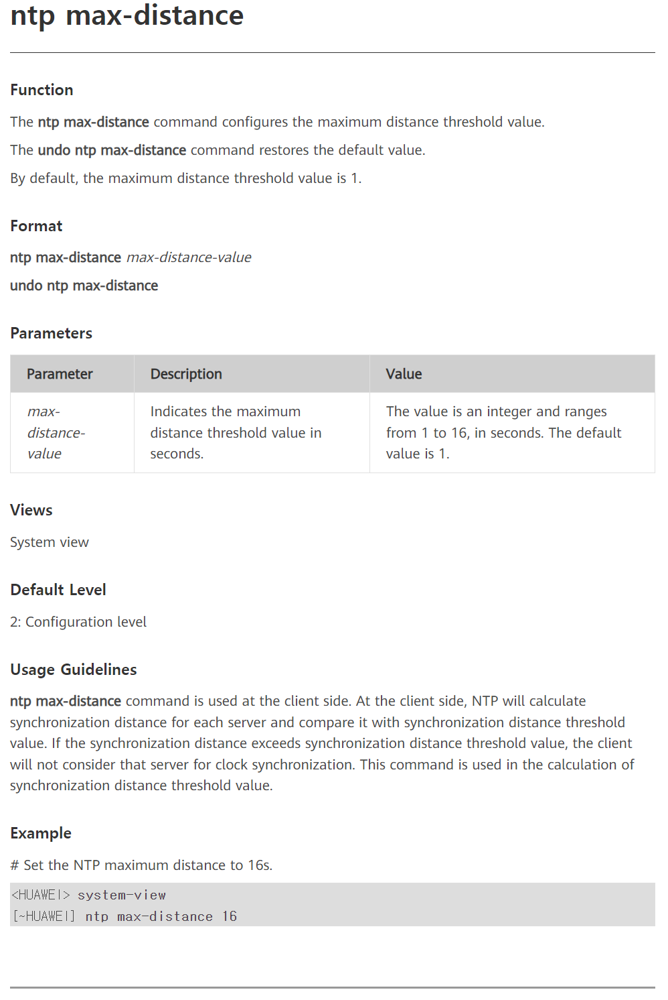 ntp max-distance
Function
The ntp max-distance command configures the maximum distance threshold value.
The undo ntp max-distance command restores the default value.
By default, the maximum distance threshold value is 1.
Format
ntp max-distance max-distance-value
undo ntp max-distance
Parameters
Parameter Description Value
max- Indicates the maximum The value is an integer and ranges
distance- distance threshold value in from 1 to 16, in seconds. The default
value seconds. value is 1.
Views
System view
Default Level
2: Configuration level
Usage Guidelines
ntp max-distance command is used at the client side. At the client side, NTP will calculate
synchronization distance for each server and compare it with synchronization distance threshold
value. If the synchronization distance exceeds synchronization distance threshold value, the client
will not consider that server for clock synchronization. This command is used in the calculation of
synchronization distance threshold value.
Example
# Set the NTP maximum distance to 16s.
<HUAWEI> system-view
[~HUAWEI] ntp max-distance 16